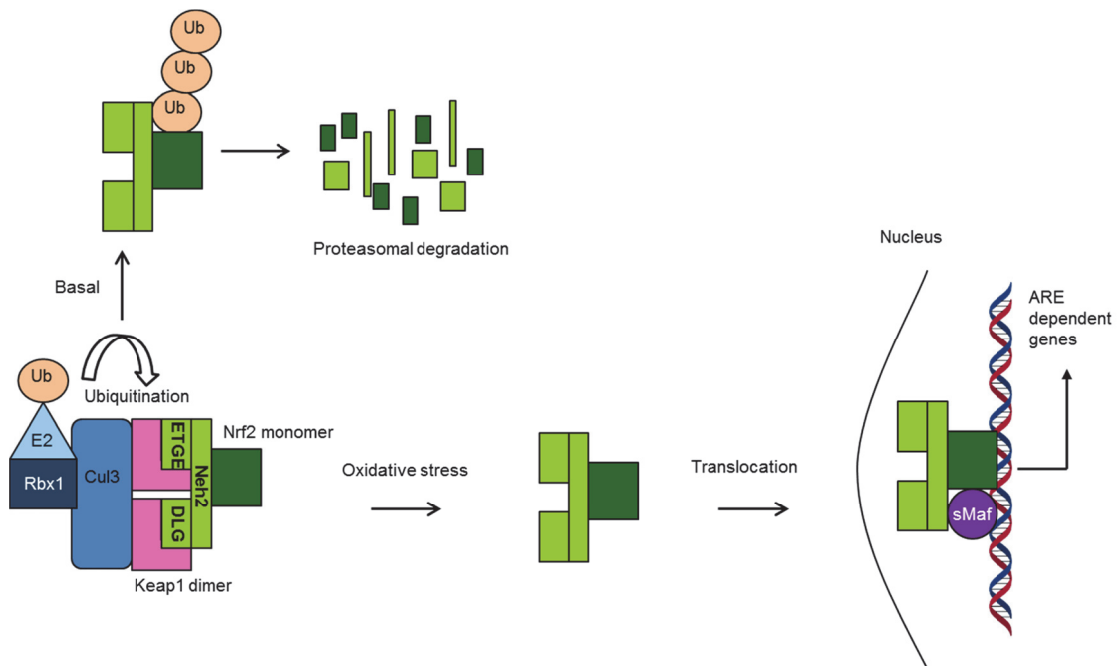 Ub
Ub
Ub
Proteasomal degradation
Basal
Ub
Ubiquitination
E2
Rbx1
Cul3
ETGE
DLG
Neh2
Nrf2 monomer
Keap1 dimer
Oxidative stress
Translocation
Nucleus
ARE
dependent
genes
sMaf